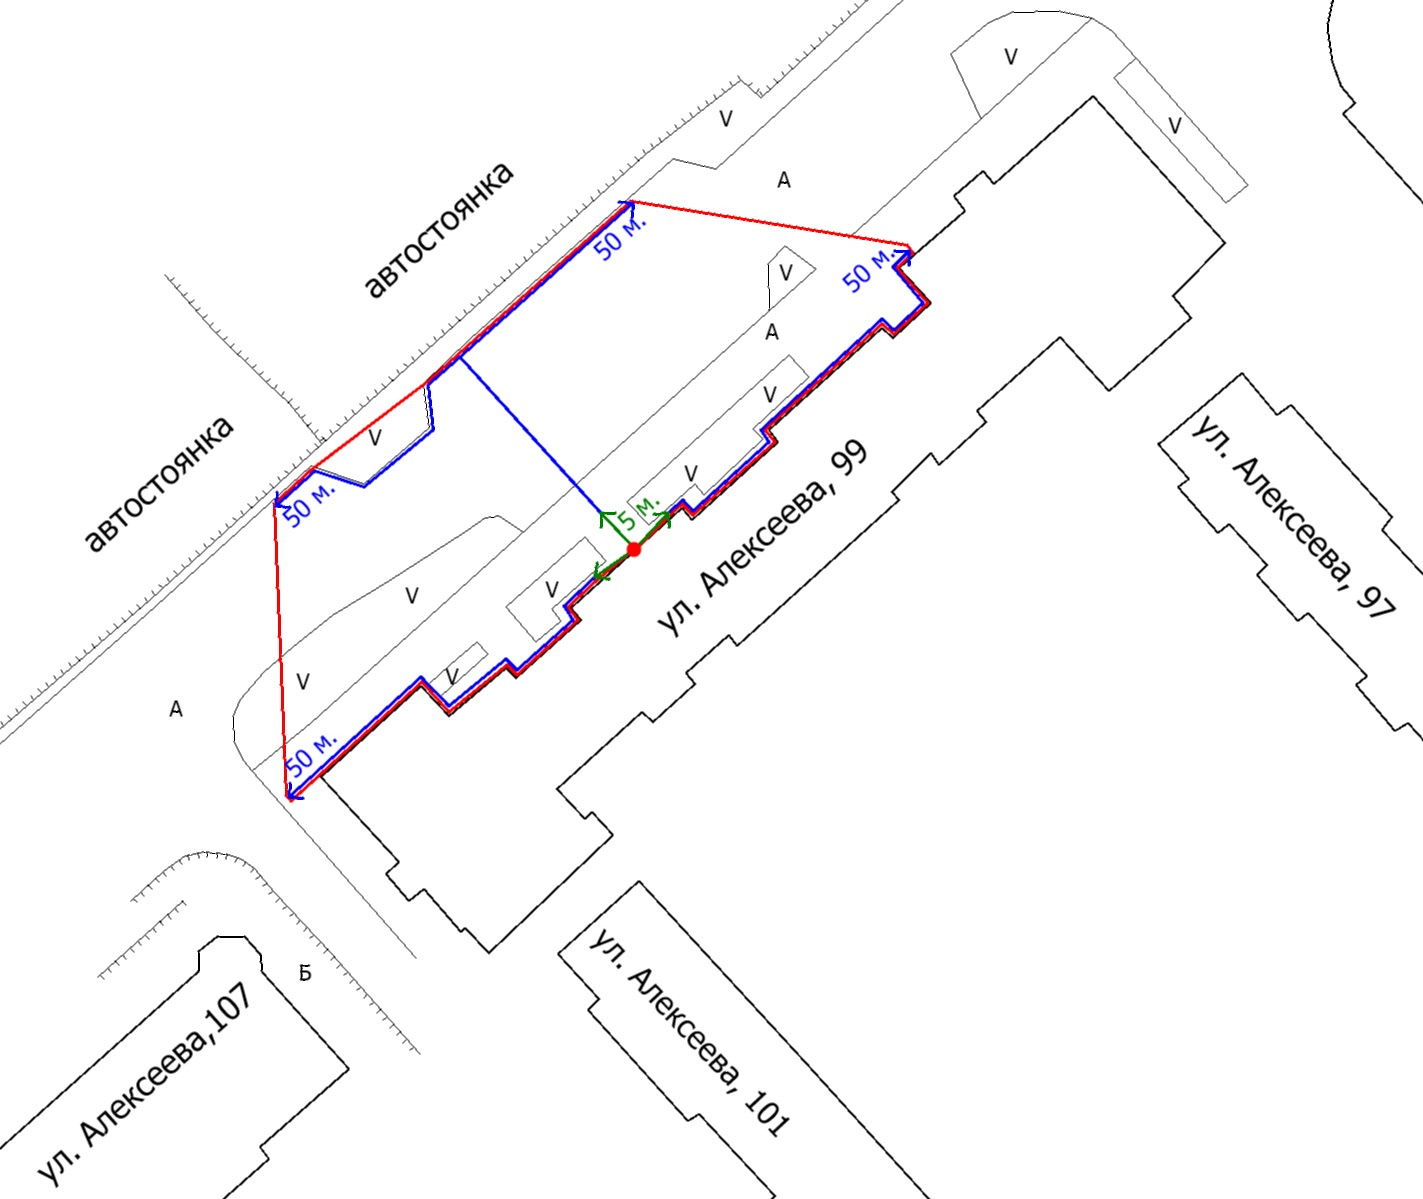 V
V
V
А
автостоянка
50 м.
V
50 м.
А
V
автостоянка
V
V
50 м.
5 м.
ул. Алексеева, 99
ул. Алексеева, 97
V
V
V
V
А
50 м.
Б
ул. Алексеева,107
ул. Алексеева, 101